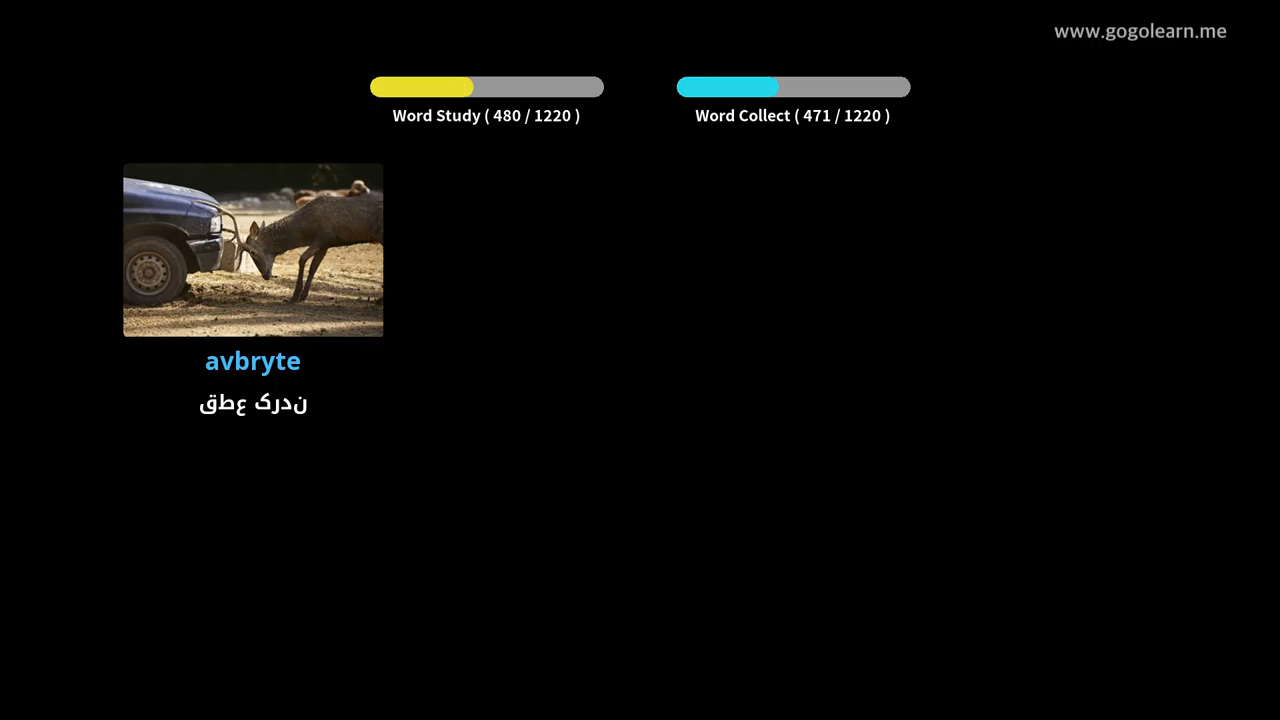 www.gogolearn.me
Word Study ( 480 / 1220 )
Word Collect ( 471 / 1220 )
avbryte
قطع کردن